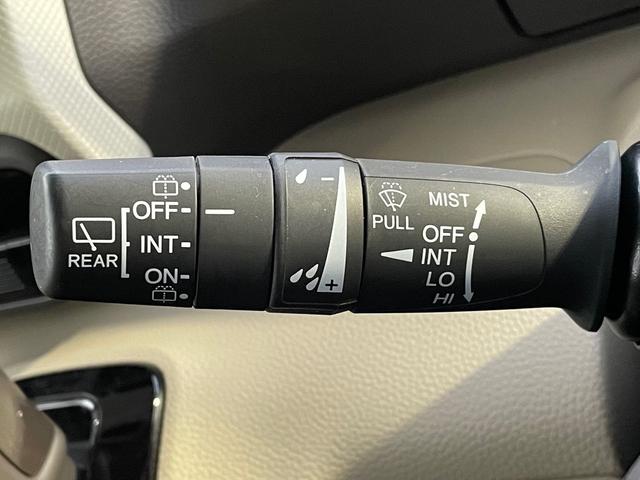 REAR
OFF
INT
ON
−
+
PULL
MIST
OFF
INT
LO
HI